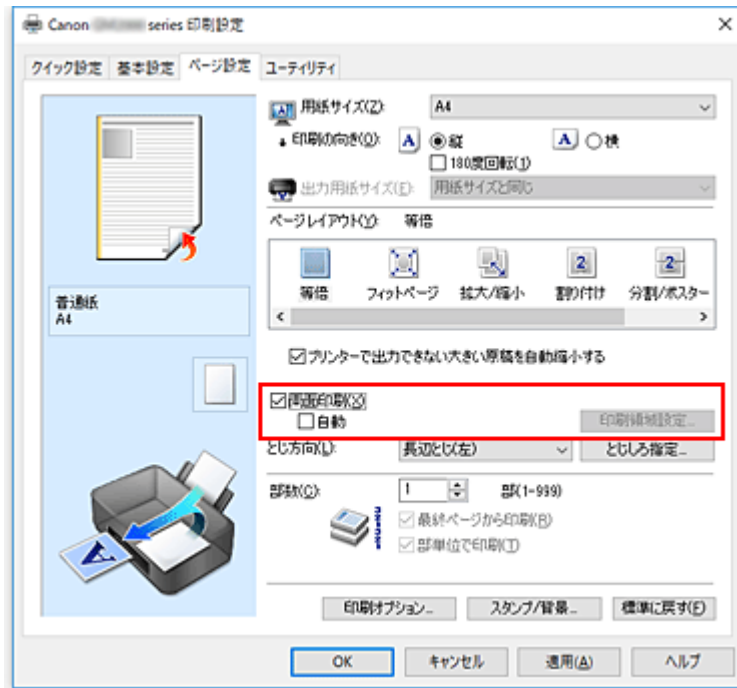 Canon series 印刷設定
クイック設定 基本設定 ページ設定 ユーティリティ
用紙サイズ(Z): A4
印刷の向き(O): A 縦 A 横
180度回転(1)
出力用紙サイズ(E): 用紙サイズと同じ
ページレイアウト(Y): 等倍
等倍 フィットページ 拡大/縮小 割り付け 分割/ポスター
プリンターで出力できない大きい原稿を自動縮小する
普通紙
A4
両面印刷(X)
自動 印刷領域設定...
とじ方向(L): 長辺とじ(左) とじしろ指定...
部数(C): 1 部(1-999)
最終ページから印刷(R)
部単位で印刷(T)
印刷オプション... スタンプ/背景... 標準に戻す(F)
OK キャンセル 適用(A) ヘルプ